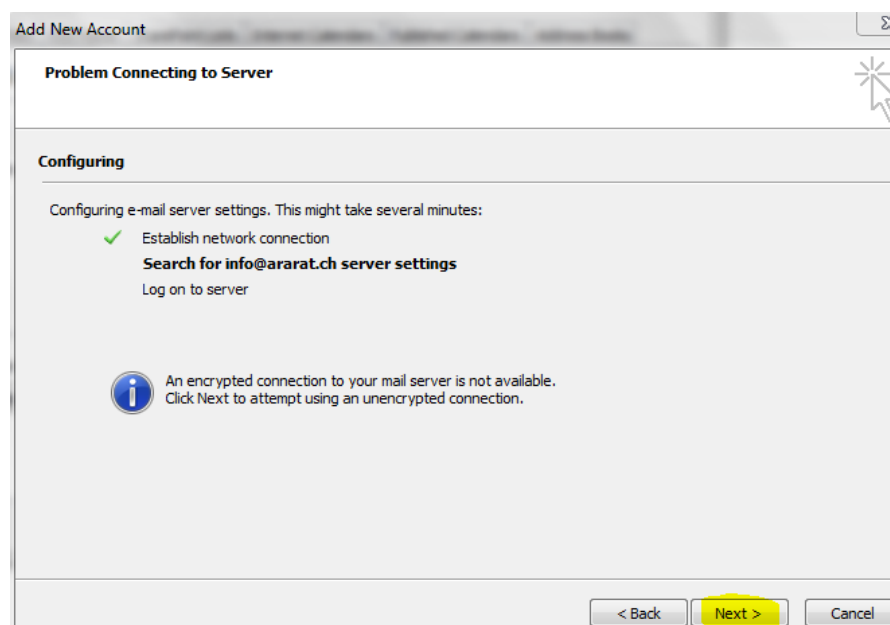 Add New Account
Problem Connecting to Server
Configuring
Configuring e-mail server settings. This might take several minutes:
Establish network connection
Search for info@ararat.ch server settings
Log on to server
An encrypted connection to your mail server is not available.
Click Next to attempt using an unencrypted connection.
< Back
Next >
Cancel